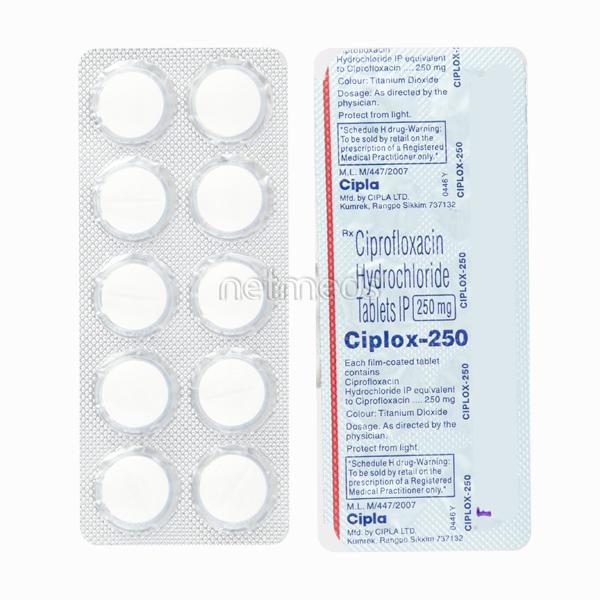 Ciprofloxacin
Hydrochloride IP equivalent
to Ciprofloxacin .... 250 mg
Colour: Titanium Dioxide
Dosage: As directed by the
physician.
Protect from light.
"Schedule H drug-Warning:
To be sold by retail on the
prescription of a Registered
Medical Practitioner only."
M.L. M/447/2007
Cipla
Mfd. by CIPLA LTD.
Kumrek, Rangpo Sikkim 737132
0446 Y
CIPLOX-250
CIPLOX-250
Rx
Ciprofloxacin
Hydrochloride
Tablets IP 250 mg
Ciplox-250
CIPLOX-250
netmeds
Each film-coated tablet
contains
Ciprofloxacin
Hydrochloride IP equivalent
to Ciprofloxacin .... 250 mg
Colour: Titanium Dioxide
Dosage: As directed by the
physician.
Protect from light.
"Schedule H drug-Warning:
To be sold by retail on the
prescription of a Registered
Medical Practitioner only."
M.L. M/447/2007
Cipla
Mfd. by CIPLA LTD.
Kumrek, Rangpo Sikkim 737132
0446 Y
CIPLOX-250
CIPLOX-250